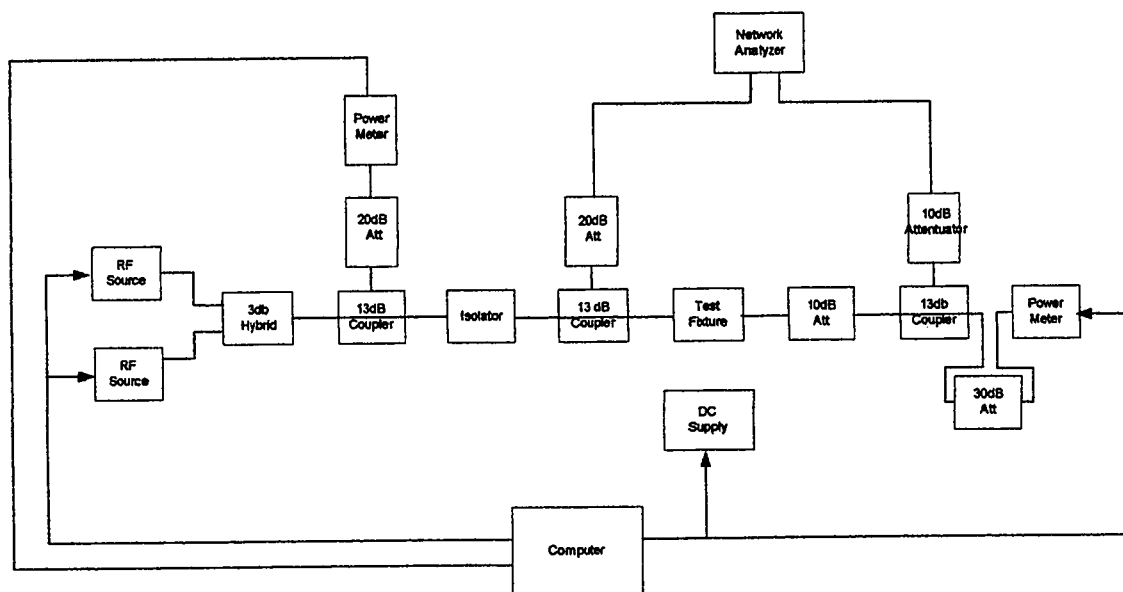 Network
Analyzer
Power
Meter
20dB
Att
20dB
Att
10dB
Attentuator
RF
Source
3db
Hybrid
13dB
Coupler
Isolator
13 dB
Coupler
Test
Fixture
10dB
Att
13db
Coupler
Power
Meter
RF
Source
30dB
Att
DC
Supply
Computer